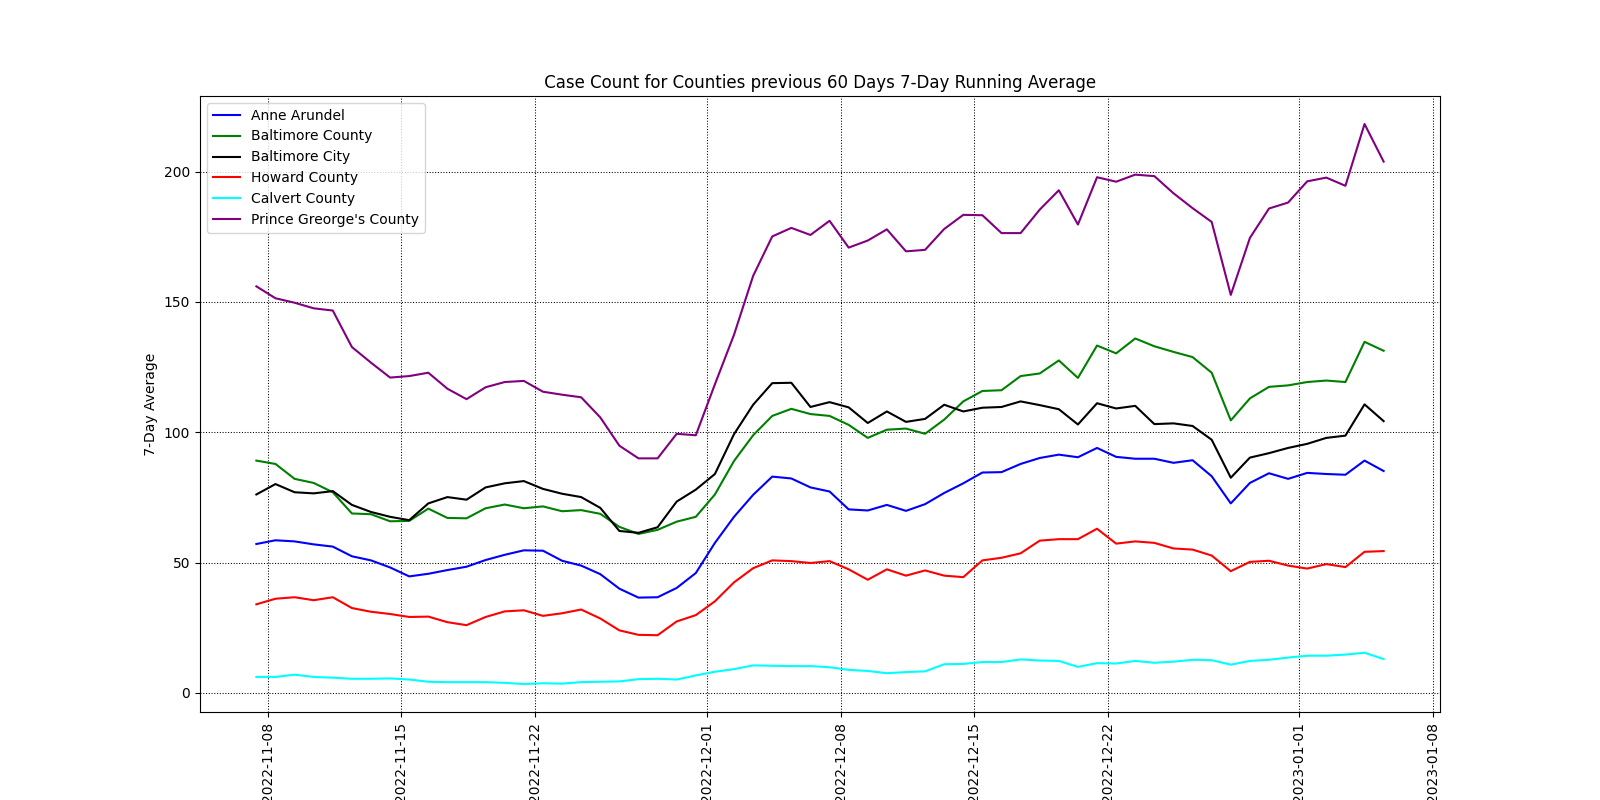 Case Count for Counties previous 60 Days 7-Day Running Average
Anne Arundel
Baltimore County
Baltimore City
Howard County
Calvert County
Prince Greorge's County
7-Day Average
200
150
100
50
0
2022-11-08
2022-11-15
2022-11-22
2022-12-01
2022-12-08
2022-12-15
2022-12-22
2023-01-01
2023-01-08